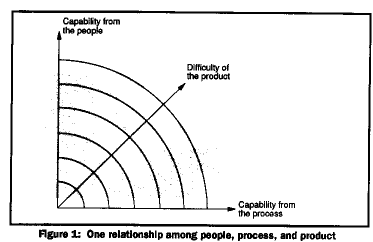 Capability from
the people
Difficulty of
the product
Capability from
the process
Figure 1: One relationship among people, process, and product